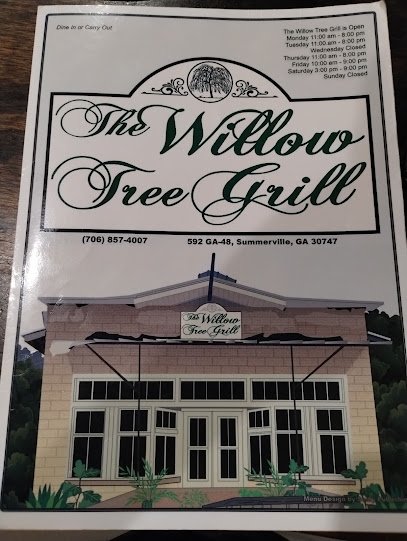 Dine In or Carry Out
The Willow Tree Grill is Open
Monday 11:00 am - 8:00 pm
Tuesday 11:00 am - 8:00 pm
Wednesday Closed
Thursday 11:00 am - 8:00 pm
Friday 10:00 am - 9:00 pm
Saturday 3:00 pm - 9:00 pm
Sunday Closed
The Willow
Tree Grill
(706) 857-4007
592 GA-48, Summerville, GA 30747
The Willow
Tree Grill
Menu Design by